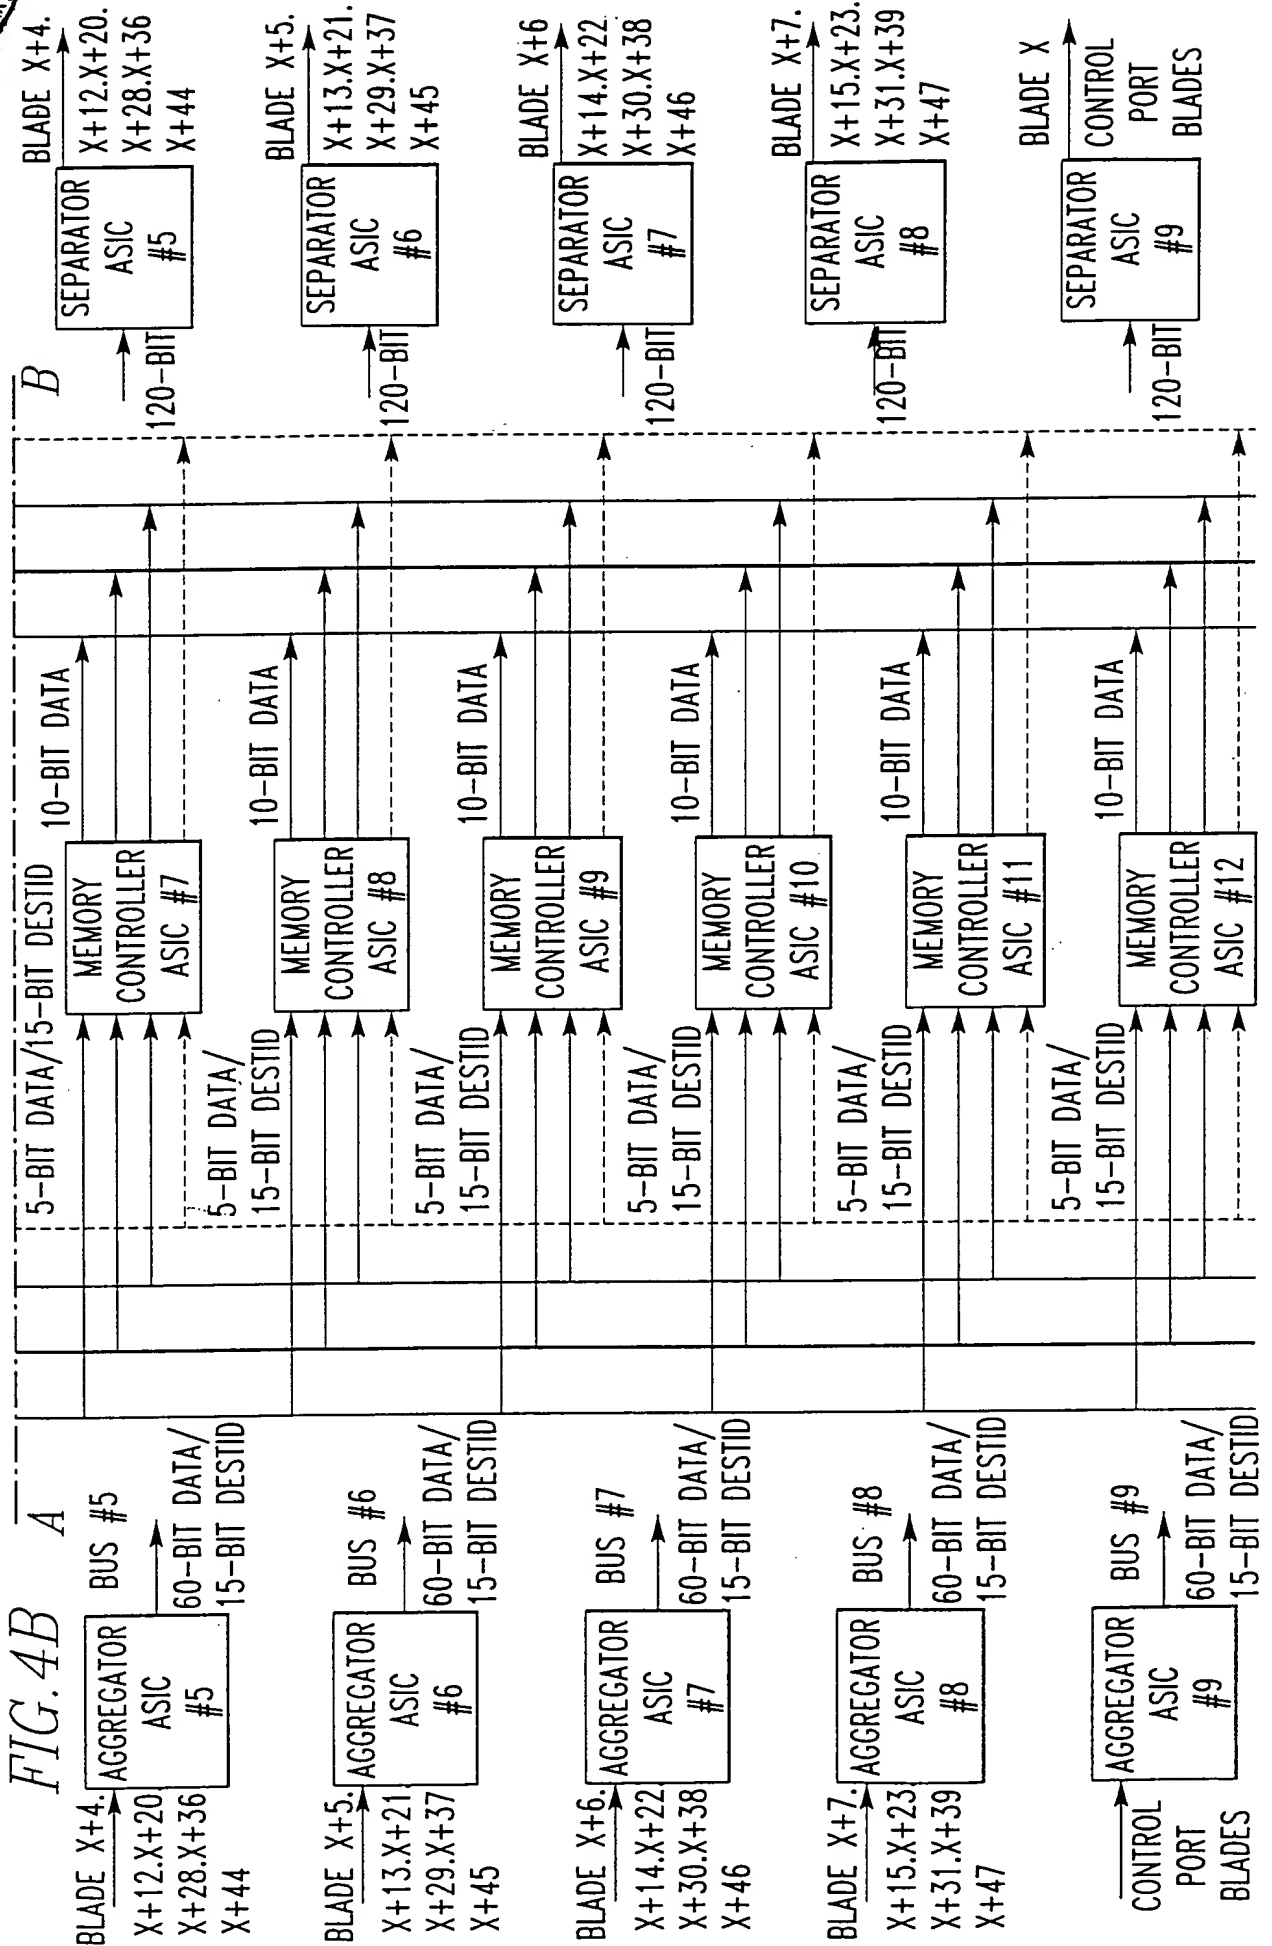 FIG. 4B
A
B
BLADE X+4.
X+12.X+20
X+28.X+36
X+44
AGGREGATOR
ASIC
#5
BUS #5
60-BIT DATA/
15-BIT DESTID
BLADE X+5.
X+13.X+21
X+29.X+37
X+45
AGGREGATOR
ASIC
#6
BUS #6
60-BIT DATA/
15-BIT DESTID
BLADE X+6.
X+14.X+22
X+30.X+38
X+46
AGGREGATOR
ASIC
#7
BUS #7
60-BIT DATA/
15-BIT DESTID
BLADE X+7.
X+15.X+23
X+31.X+39
X+47
AGGREGATOR
ASIC
#8
BUS #8
60-BIT DATA/
15-BIT DESTID
CONTROL
PORT
BLADES
AGGREGATOR
ASIC
#9
BUS #9
60-BIT DATA/
15-BIT DESTID
5-BIT DATA/15-BIT DESTID
MEMORY
CONTROLLER
ASIC #7
10-BIT DATA
5-BIT DATA/
15-BIT DESTID
MEMORY
CONTROLLER
ASIC #8
10-BIT DATA
5-BIT DATA/
15-BIT DESTID
MEMORY
CONTROLLER
ASIC #9
10-BIT DATA
5-BIT DATA/
15-BIT DESTID
MEMORY
CONTROLLER
ASIC #10
10-BIT DATA
5-BIT DATA/
15-BIT DESTID
MEMORY
CONTROLLER
ASIC #11
10-BIT DATA
5-BIT DATA/
15-BIT DESTID
MEMORY
CONTROLLER
ASIC #12
10-BIT DATA
120-BIT
SEPARATOR
ASIC
#5
BLADE X+4.
X+12.X+20.
X+28.X+36
X+44
120-BIT
SEPARATOR
ASIC
#6
BLADE X+5.
X+13.X+21.
X+29.X+37
X+45
120-BIT
SEPARATOR
ASIC
#7
BLADE X+6
X+14.X+22
X+30.X+38
X+46
120-BIT
SEPARATOR
ASIC
#8
BLADE X+7.
X+15.X+23.
X+31.X+39
X+47
120-BIT
SEPARATOR
ASIC
#9
BLADE X
CONTROL
PORT
BLADES